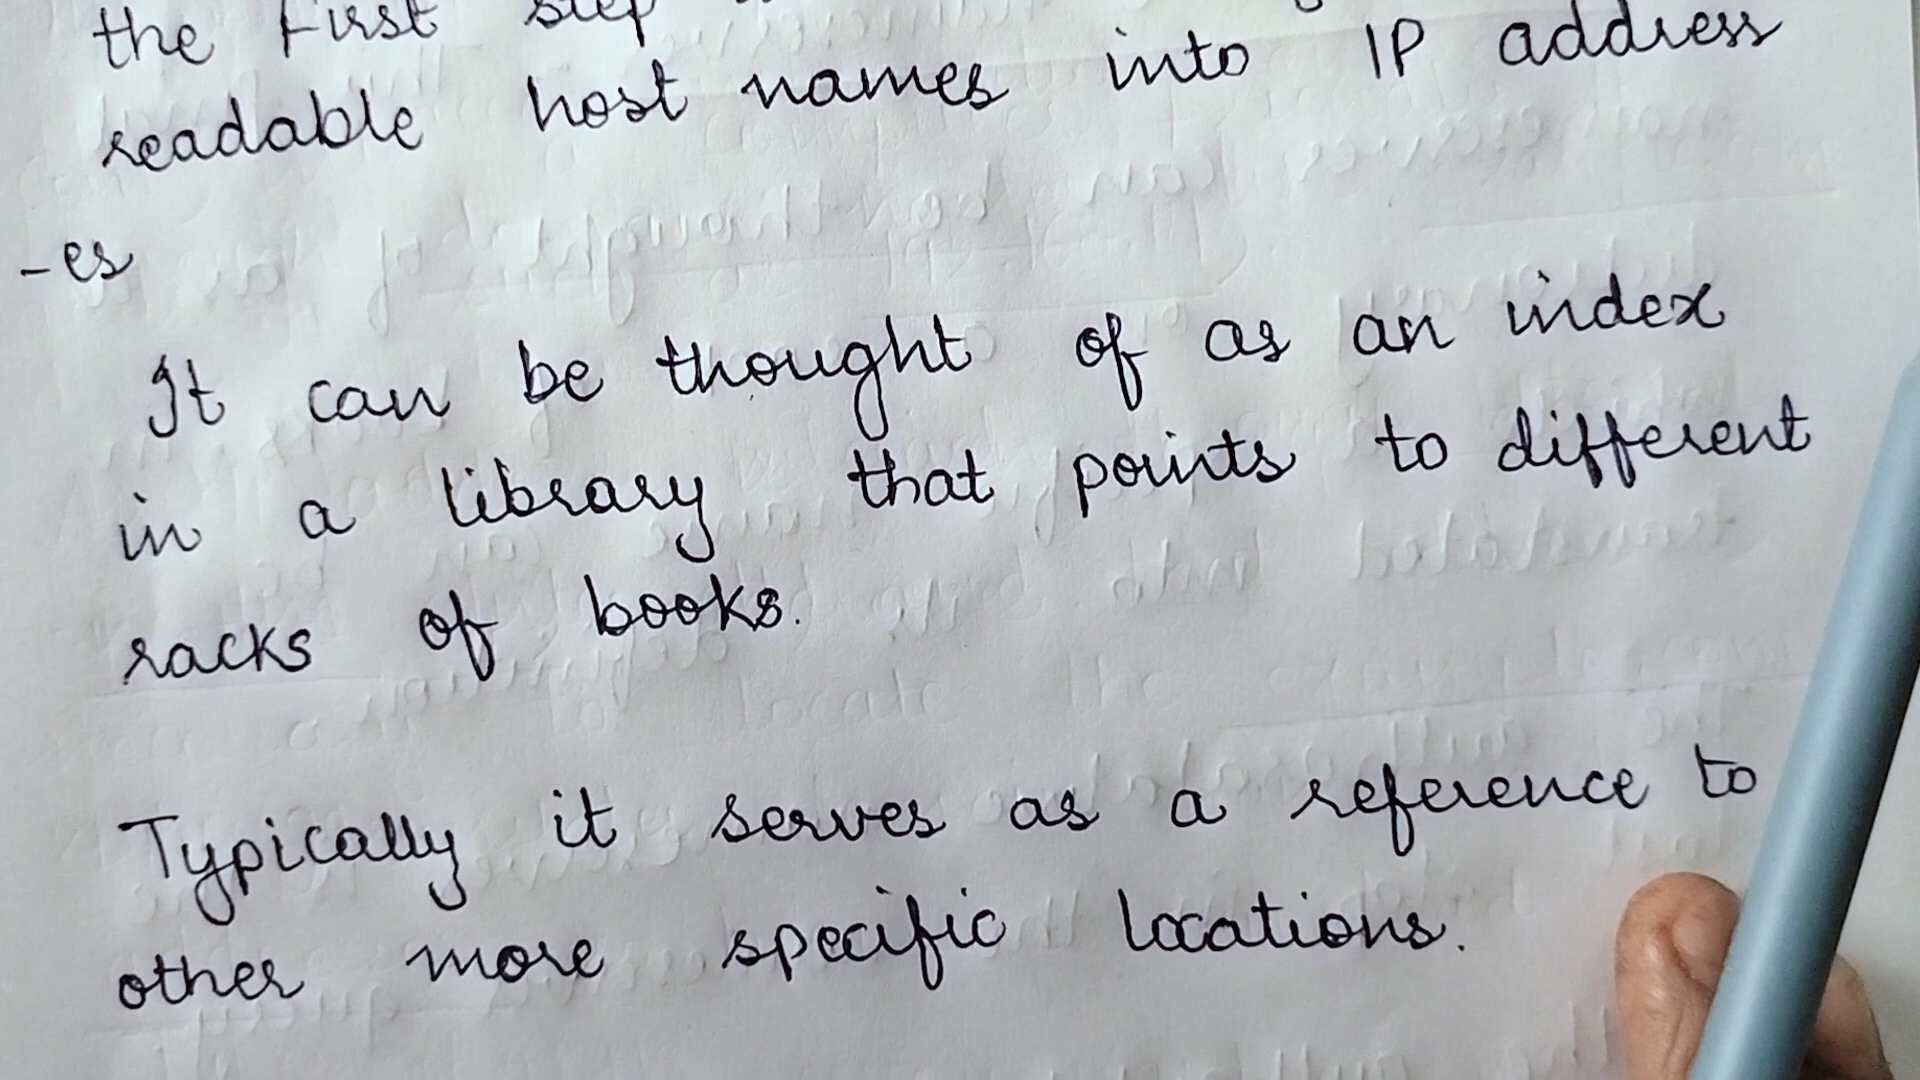 the First step
readable host names into IP address
-es
It can be thought of as an index
in a library that points to different
racks of books.
Typically it serves as a reference to
other more specific locations.